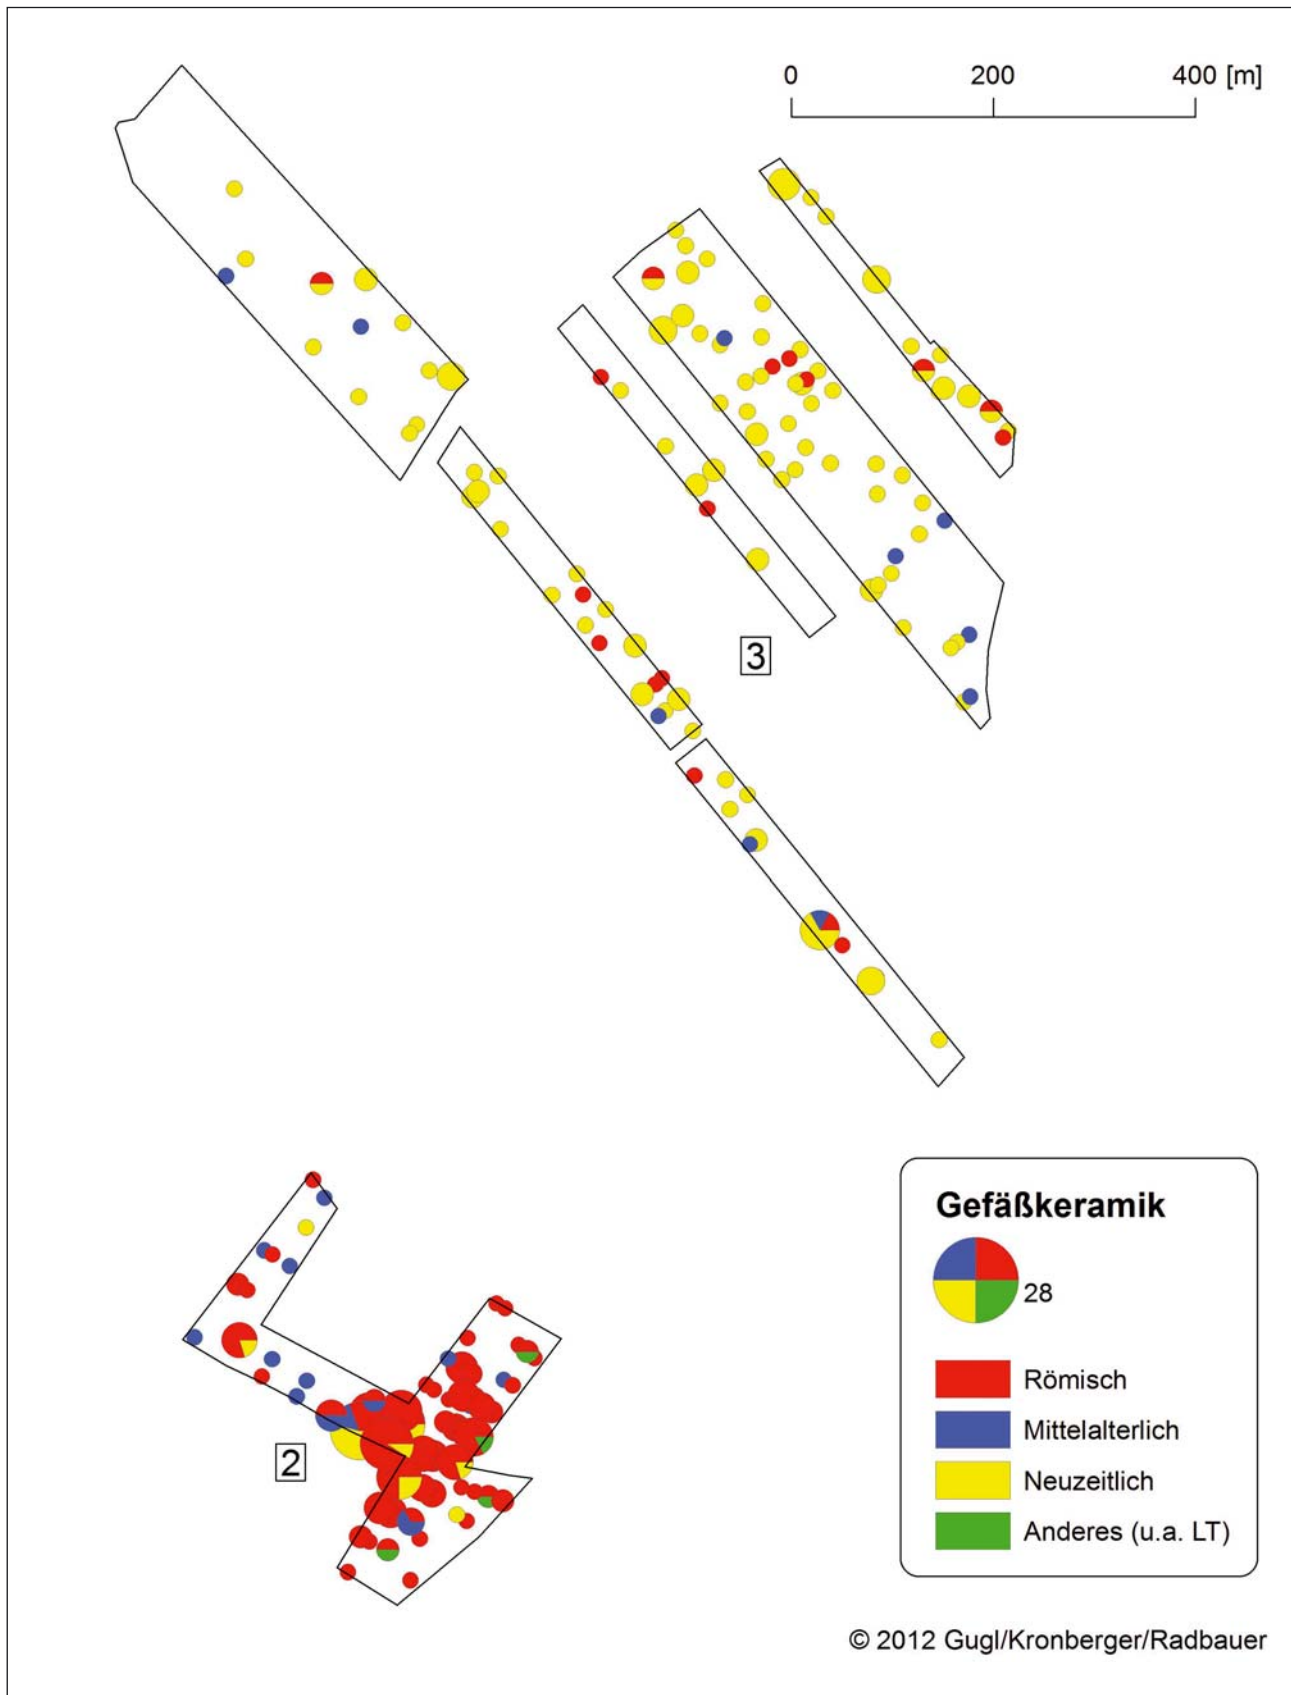 0 200 400 [m]
3
2
Gefäßkeramik
28
Römisch
Mittelalterlich
Neuzeitlich
Anderes (u.a. LT)
© 2012 Gugl/Kronberger/Radbauer